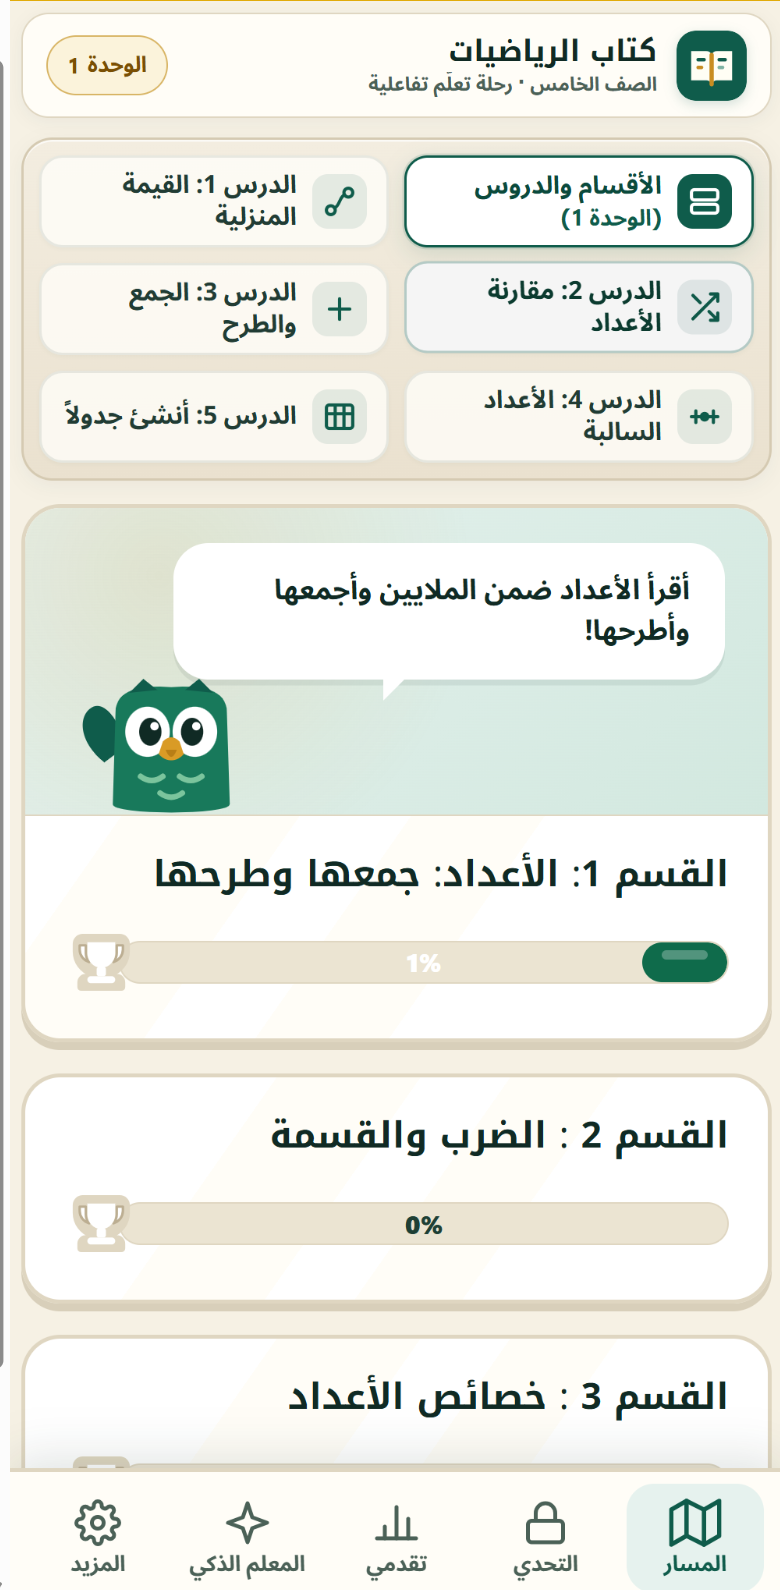 كتاب الرياضيات
الصف الخامس · رحلة تعلّم تفاعلية
الوحدة 1
الأقسام والدروس
(الوحدة 1)
الدرس 1: القيمة
المنزلية
الدرس 2: مقارنة
الأعداد
الدرس 3: الجمع
والطرح
الدرس 4: الأعداد
السالبة
الدرس 5: أنشئ جدولاً
أقرأ الأعداد ضمن الملايين وأجمعها
وأطرحها!
القسم 1: الأعداد: جمعها وطرحها
1%
القسم 2 : الضرب والقسمة
0%
القسم 3 : خصائص الأعداد
المسار
التحدي
تقدمي
المعلم الذكي
المزيد